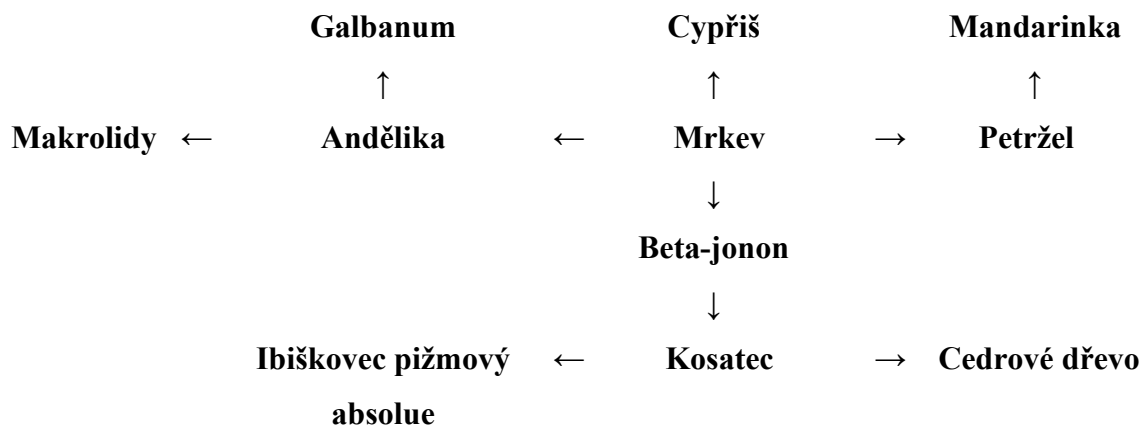 Galbanum Cypřiš Mandarinka
↑ ↑ ↑
Makrolidy ← Andělika ← Mrkev → Petržel
↓
Beta-jonon
↓
Ibiškovec pižmový ← Kosatec → Cedrové dřevo
absolue